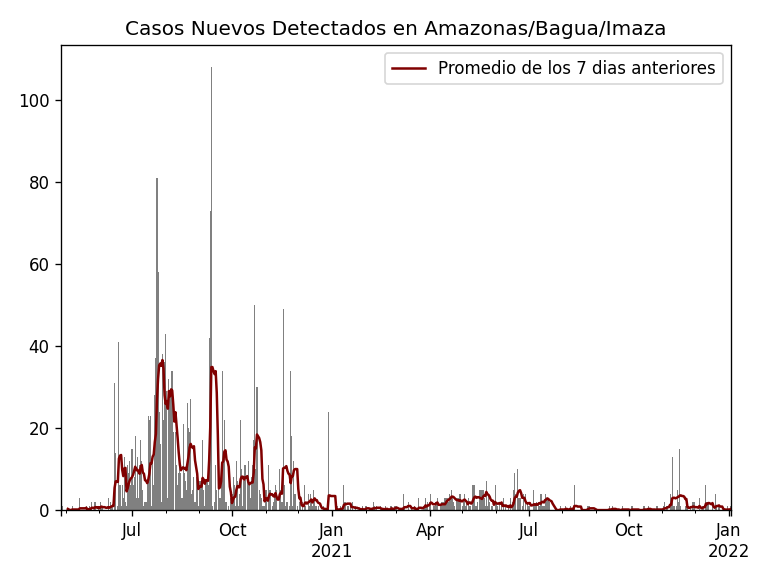 Casos Nuevos Detectados en Amazonas/Bagua/Imaza
Promedio de los 7 dias anteriores
100
80
60
40
20
0
Jul Oct Jan Apr Jul Oct Jan
2021 2022